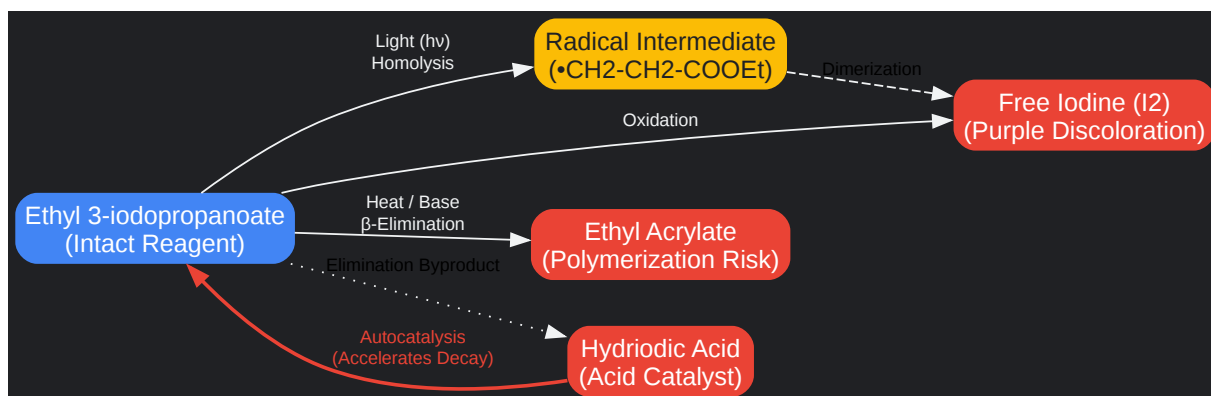 Light (hν)
Homolysis
Radical Intermediate
(•CH2-CH2-COOEt)
Dimerization
Free Iodine (I2)
(Purple Discoloration)
Oxidation
Ethyl 3-iodopropanoate
(Intact Reagent)
Heat / Base
β-Elimination
Ethyl Acrylate
(Polymerization Risk)
Elimination Byproduct
Autocatalysis
(Accelerates Decay)
Hydriodic Acid
(Acid Catalyst)